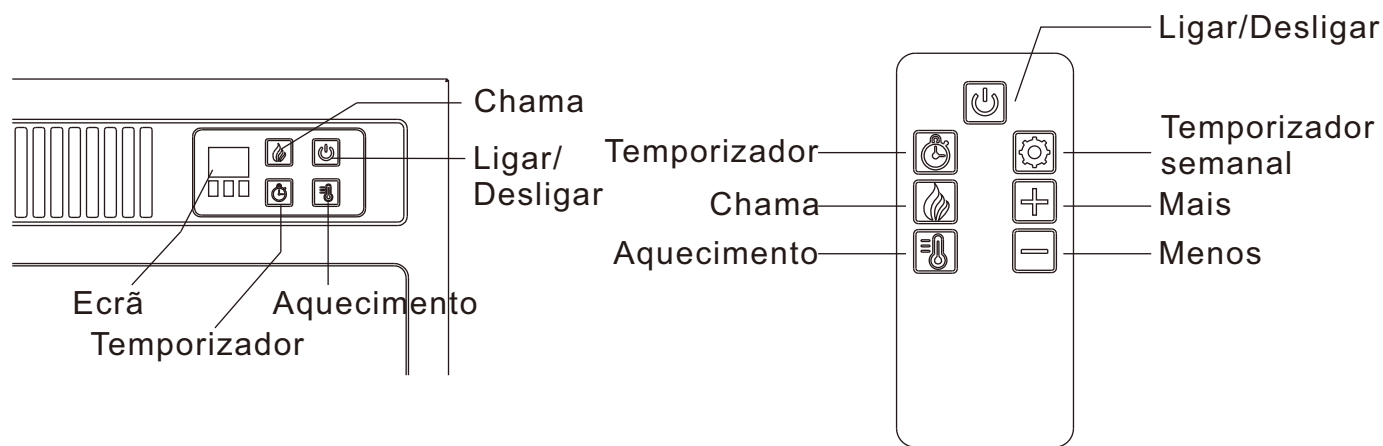 Chama
Ligar/
Desligar
Ecrã
Aquecimento
Temporizador
Ligar/Desligar
Temporizador
Temporizador
semanal
Chama
Mais
Aquecimento
Menos